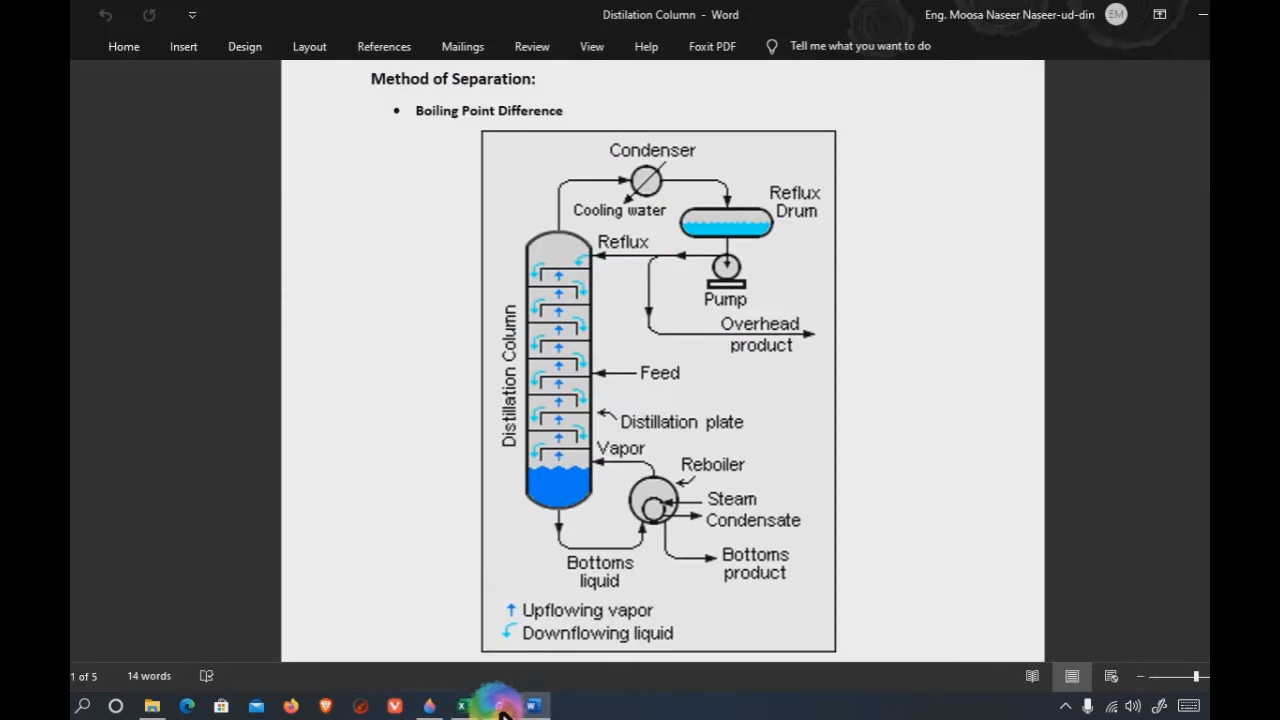 Distilation Column - Word
Eng. Moosa Naseer Naseer-ud-din
EM
Home Insert Design Layout References Mailings Review View Help Foxit PDF Tell me what you want to do
Method of Separation:
• Boiling Point Difference
Condenser
Cooling water
Reflux
Drum
Reflux
Pump
Overhead
product
Distillation Column
Feed
Distillation plate
Vapor
Reboiler
Steam
Condensate
Bottoms
product
Bottoms
liquid
Upflowing vapor
Downflowing liquid
1 of 5 14 words